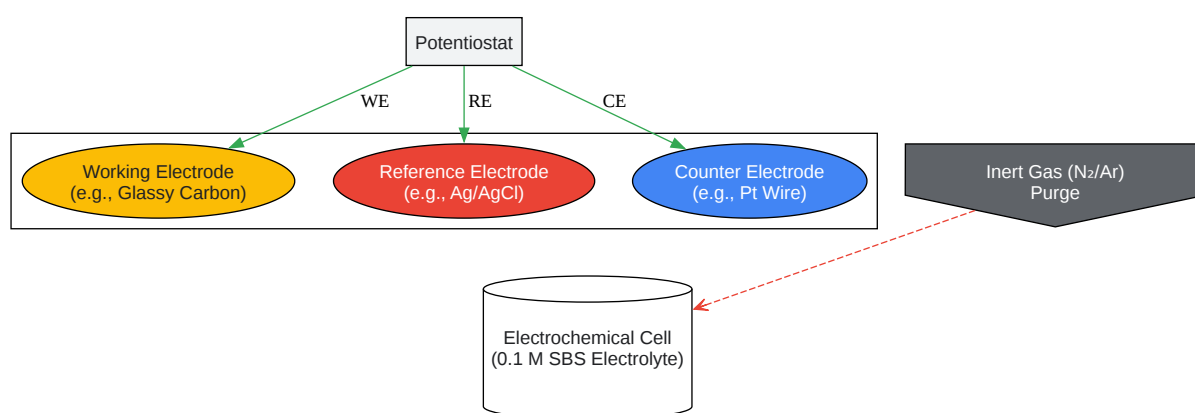 Potentiostat
WE
RE
CE
Working Electrode
(e.g., Glassy Carbon)
Reference Electrode
(e.g., Ag/AgCl)
Counter Electrode
(e.g., Pt Wire)
Inert Gas (N₂/Ar)
Purge
Electrochemical Cell
(0.1 M SBS Electrolyte)